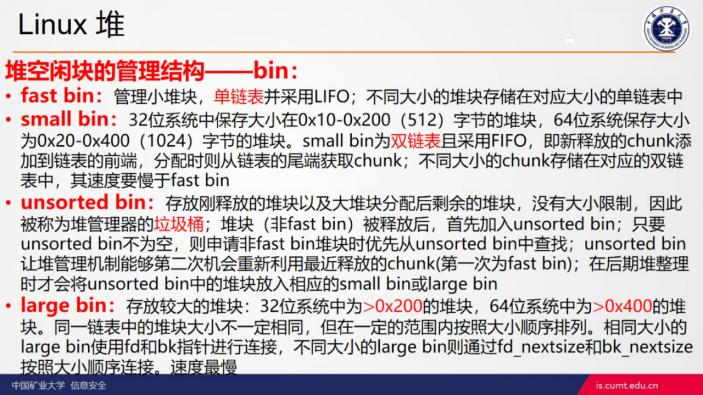 Linux 堆
堆空闲块的管理结构——bin：
• fast bin：管理小堆块，单链表并采用LIFO；不同大小的堆块存储在对应大小的单链表中
• small bin：32位系统中保存大小在0x10-0x200（512）字节的堆块，64位系统保存大小
为0x20-0x400（1024）字节的堆块。small bin为双链表且采用FIFO，即新释放的chunk添
加到链表的前端，分配时则从链表的尾端获取chunk；不同大小的chunk存储在对应的双链
表中，其速度要慢于fast bin
• unsorted bin：存放刚释放的堆块以及大堆块分配后剩余的堆块，没有大小限制，因此
被称为堆管理器的垃圾桶；堆块（非fast bin）被释放后，首先加入unsorted bin；只要
unsorted bin不为空，则申请非fast bin堆块时优先从unsorted bin中查找；unsorted bin
让堆管理机制能够第二次机会重新利用最近释放的chunk(第一次为fast bin)；在后期堆整理
时才会将unsorted bin中的堆块放入相应的small bin或large bin
• large bin：存放较大的堆块：32位系统中为>0x200的堆块，64位系统中为>0x400的堆
块。同一链表中的堆块大小不一定相同，但在一定的范围内按照大小顺序排列。相同大小的
large bin使用fd和bk指针进行连接，不同大小的large bin则通过fd_nextsize和bk_nextsize
按照大小顺序连接。速度最慢
中国矿业大学 信息安全
is.cumt.edu.cn